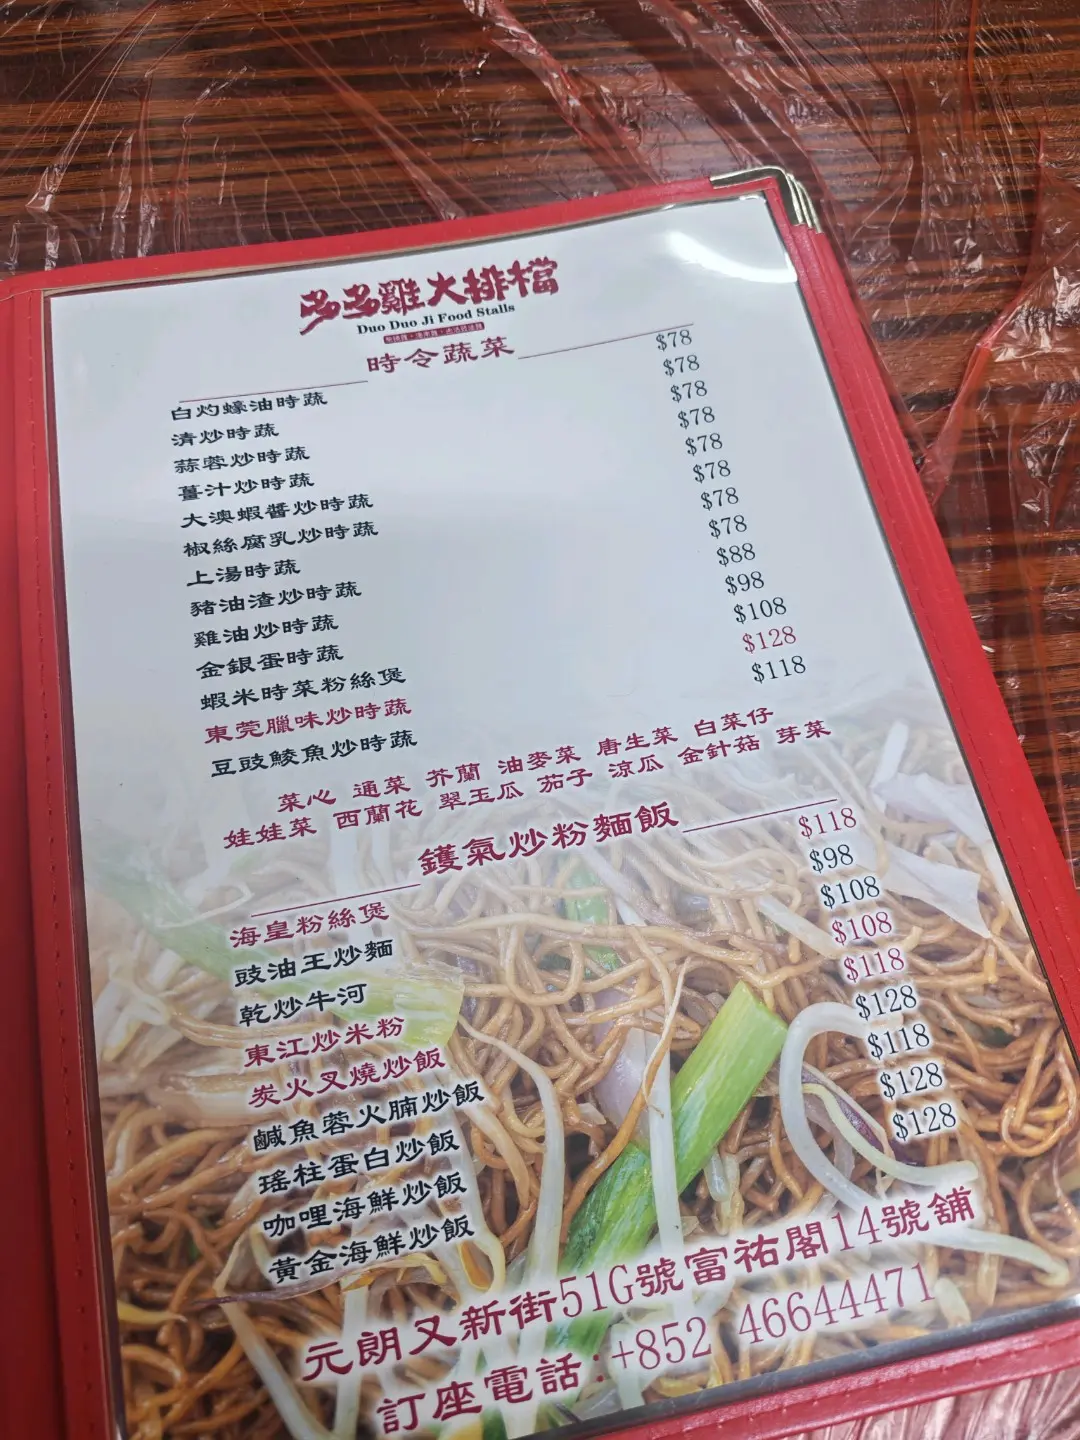 多多雞大排檔
Duo Duo Ji Food Stalls
時令蔬菜
白灼蠔油時蔬 $78
清炒時蔬 $78
蒜蓉炒時蔬 $78
薑汁炒時蔬 $78
大澳蝦醬炒時蔬 $78
椒絲腐乳炒時蔬 $78
上湯時蔬 $78
豬油渣炒時蔬 $78
雞油炒時蔬 $88
金銀蛋時蔬 $98
蝦米時菜粉絲煲 $108
東莞臘味炒時蔬 $128
豆豉鯪魚炒時蔬 $118
菜心 通菜 芥蘭 油麥菜 唐生菜 白菜仔
娃娃菜 西蘭花 翠玉瓜 茄子 涼瓜 金針菇 芽菜
鑊氣炒粉麵飯
海皇粉絲煲 $118
豉油王炒麵 $98
乾炒牛河 $108
東江炒米粉 $108
炭火叉燒炒飯 $118
鹹魚蓉火腩炒飯 $128
瑤柱蛋白炒飯 $118
咖哩海鮮炒飯 $128
黃金海鮮炒飯 $128
元朗又新街51G號富祐閣14號舖
訂座電話:+852 46644471